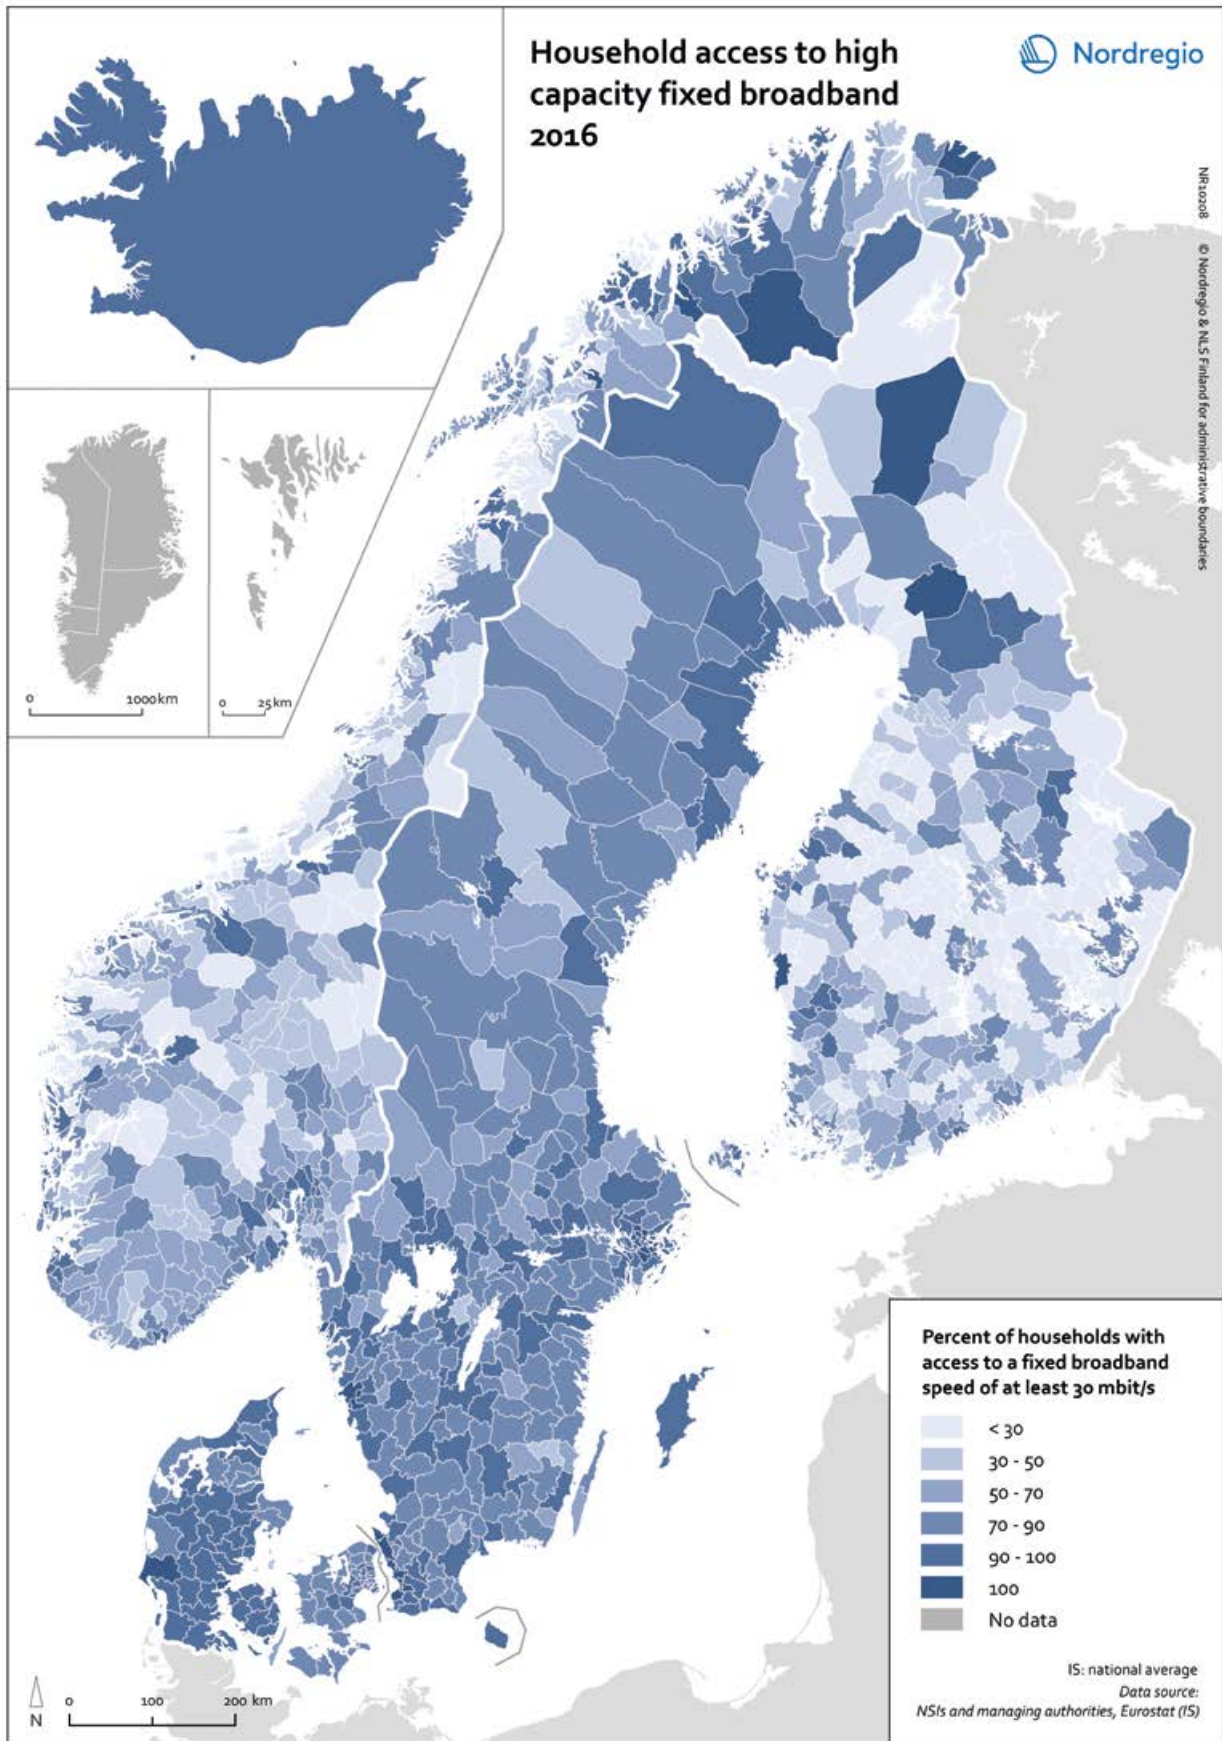 Household access to high
capacity fixed broadband
2016
Nordregio
NR10208 © Nordregio & NLS Finland for administrative boundaries
0 1000km
0 25km
Percent of households with
access to a fixed broadband
speed of at least 30 mbit/s
< 30
30 - 50
50 - 70
70 - 90
90 - 100
100
No data
IS: national average
Data source:
NSIs and managing authorities, Eurostat (IS)
N
0 100 200 km